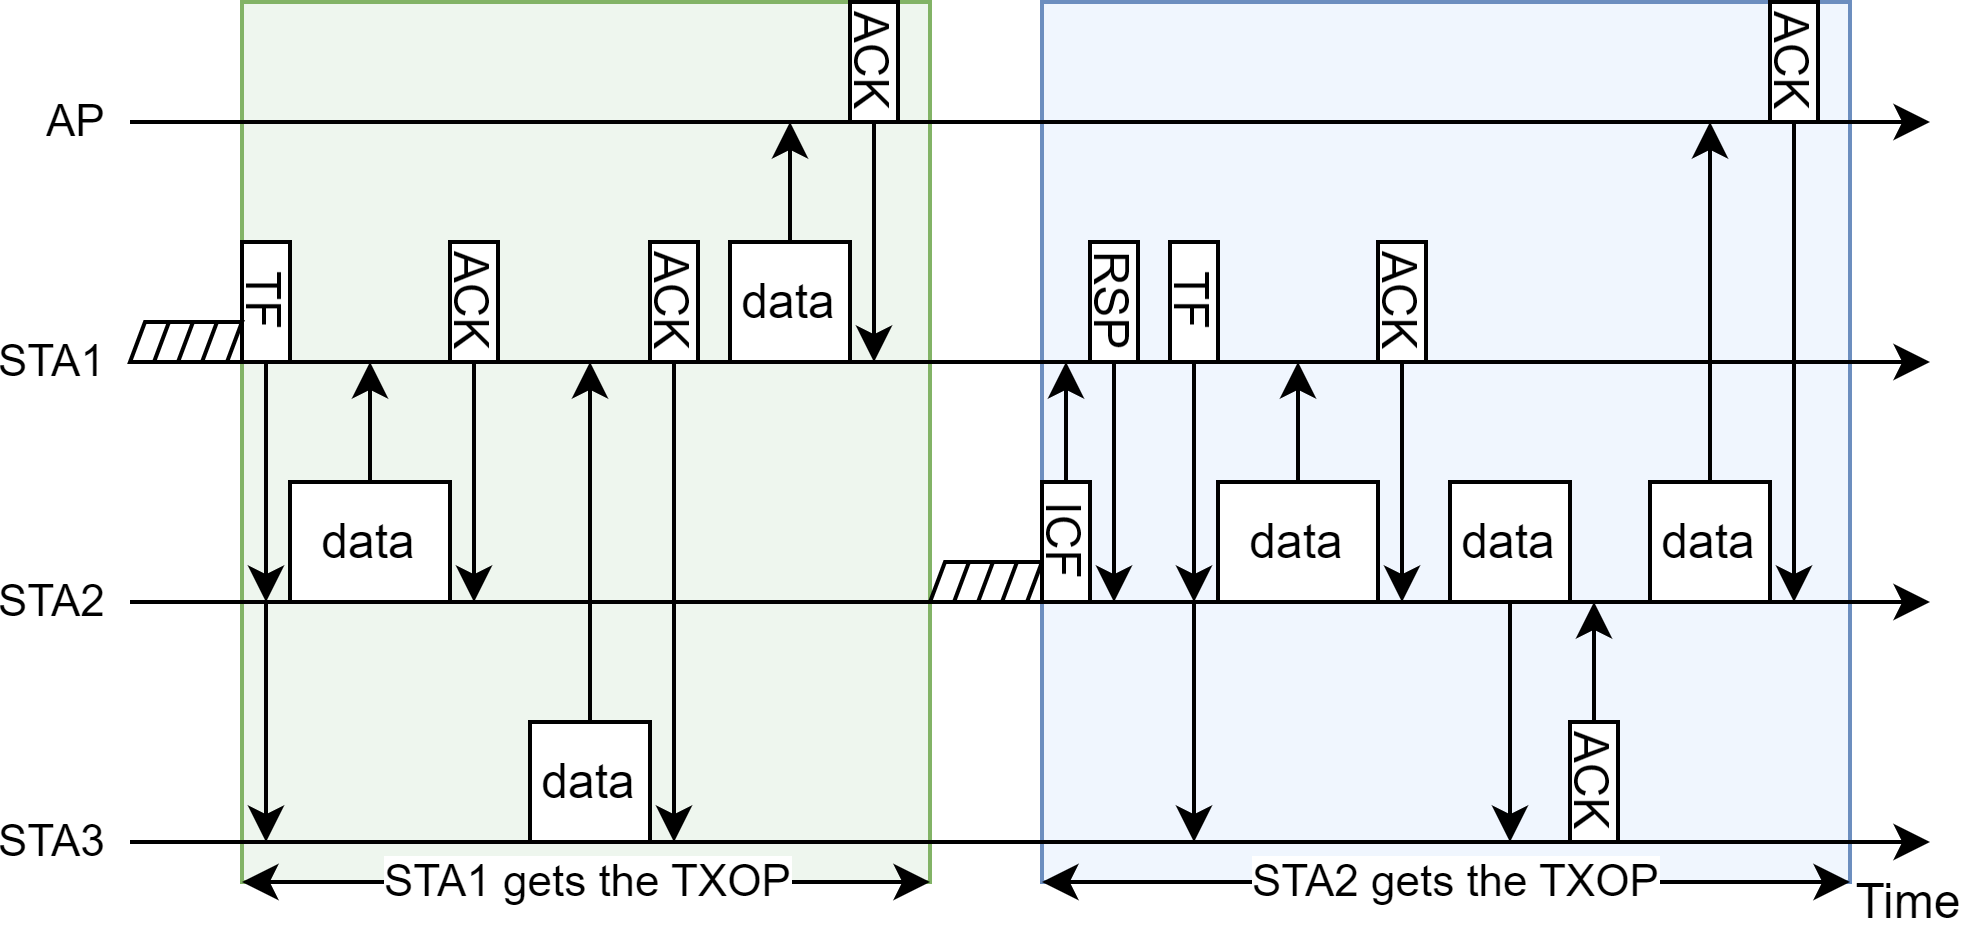 ACK
ACK
AP
TF
ACK
ACK
data
RSP
TF
ACK
STA1
data
ICF
data
data
data
STA2
data
ACK
STA3
STA1 gets the TXOP
STA2 gets the TXOP
Time